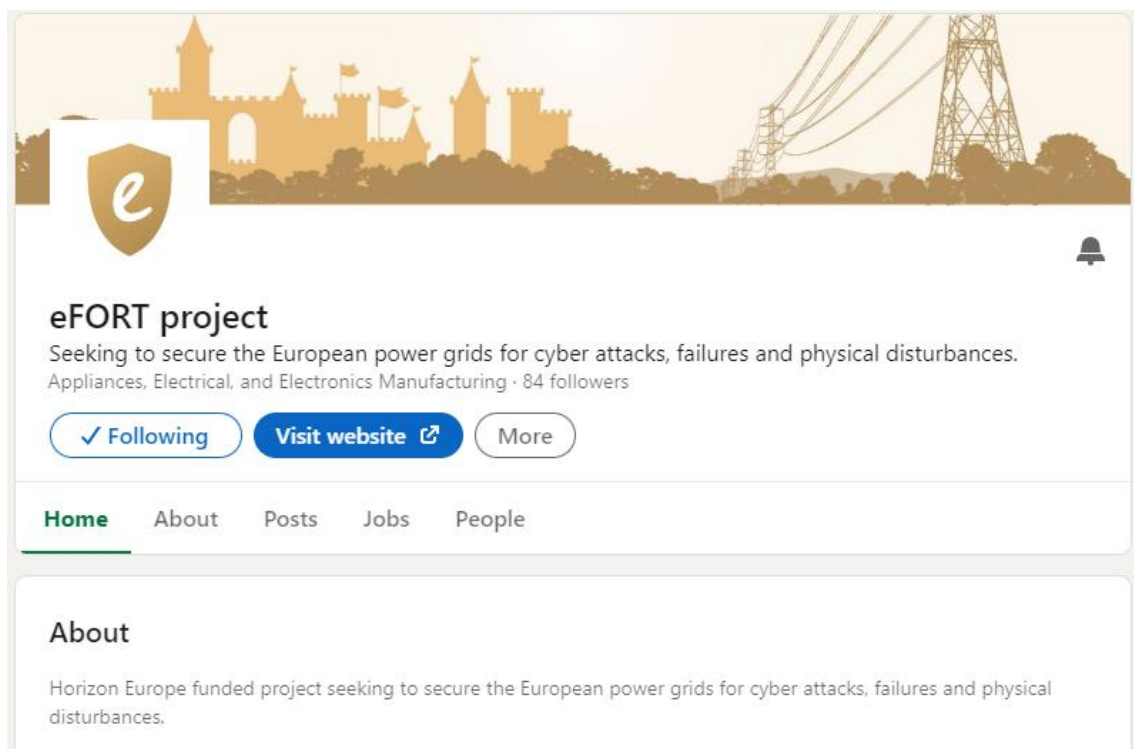 e
eFORT project
Seeking to secure the European power grids for cyber attacks, failures and physical disturbances.
Appliances, Electrical, and Electronics Manufacturing · 84 followers
Following
Visit website
More
Home
About
Posts
Jobs
People
About
Horizon Europe funded project seeking to secure the European power grids for cyber attacks, failures and physical
disturbances.